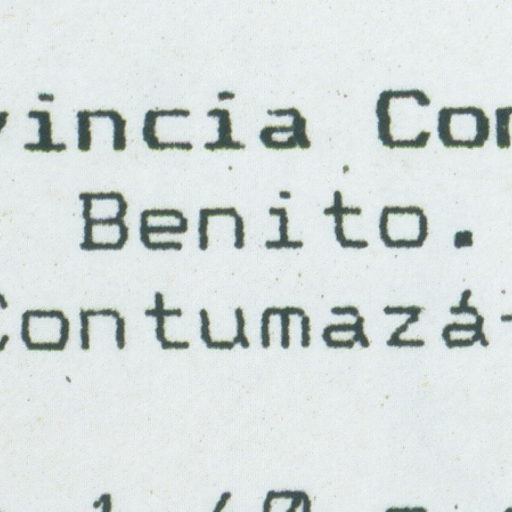 vincia Con
Benito.
Contumazá-